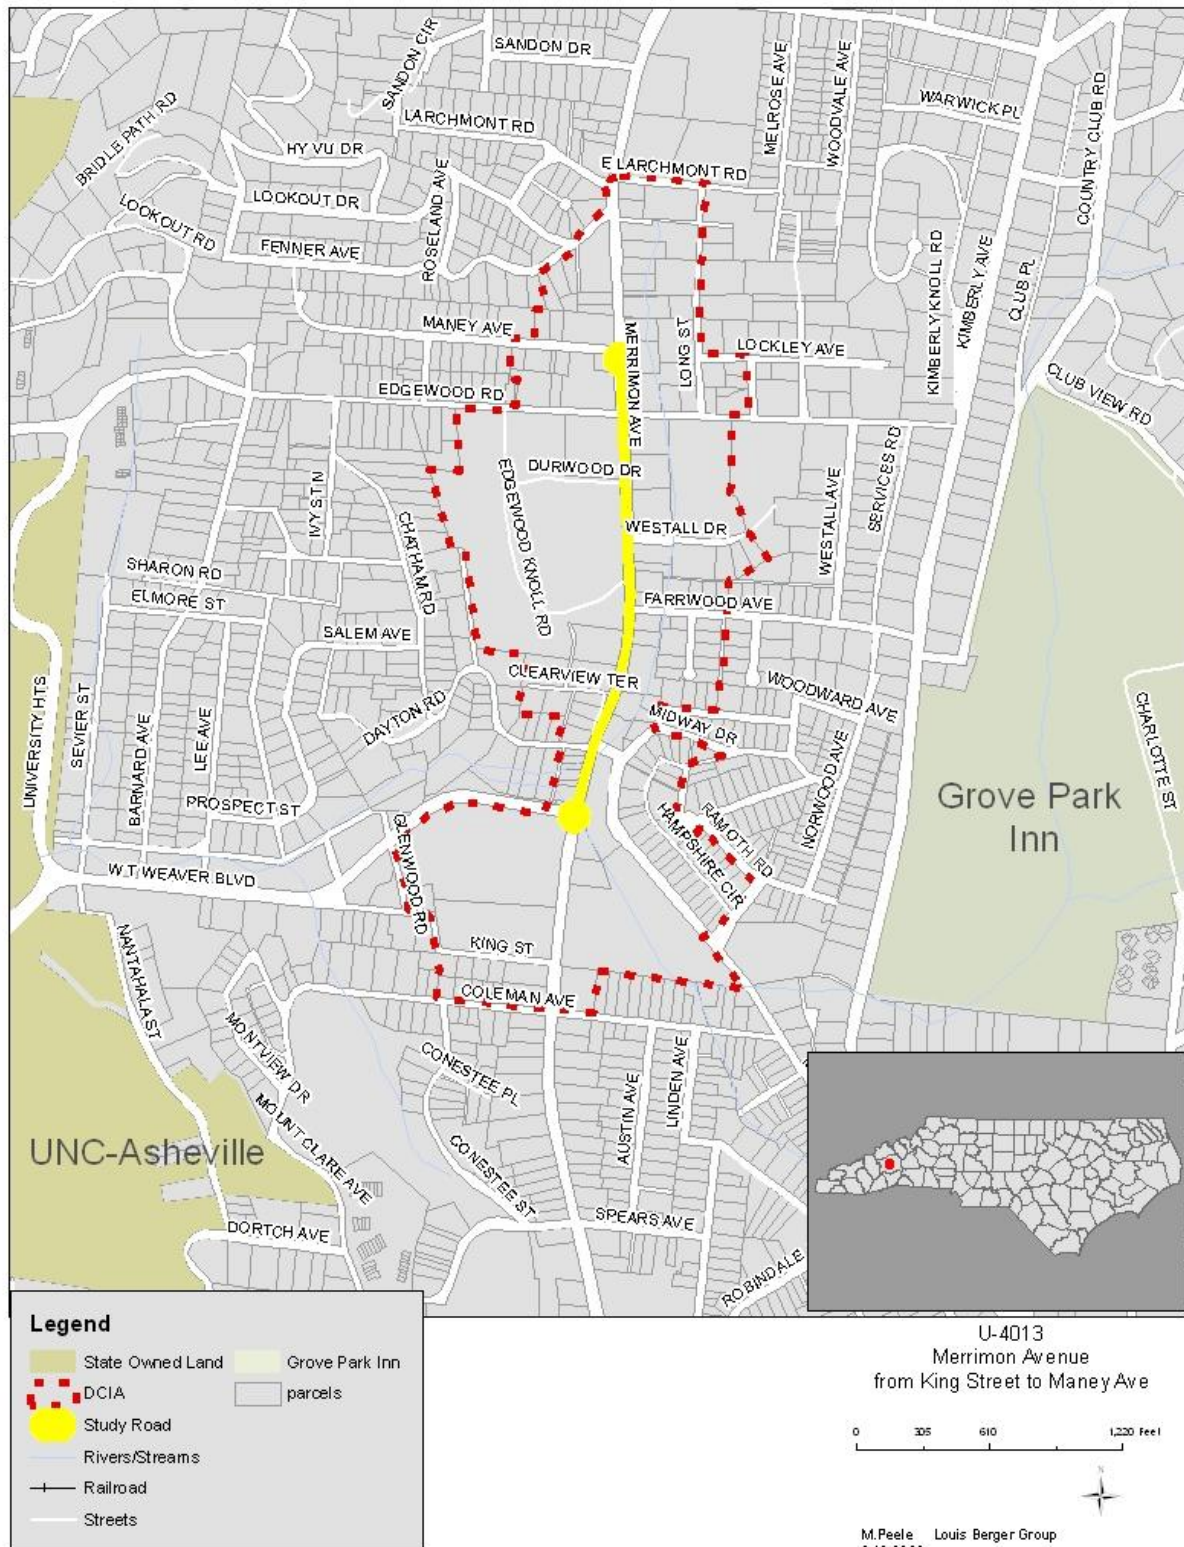 SANDON CIR
SANDON DR
MELROSE AVE
WOODVALE AVE
WARWICK PL
COUNTRY CLUB RD
BRIDLE PATH RD
LARCHMONT RD
HY VU DR
E LARCHMONT RD
LOOKOUT DR
ROSELAND AVE
LOOKOUT RD
FENNER AVE
KIMBERLY KNOLL RD
KIMBERLY AVE
CLUB PL
MANEY AVE
MERRIMON AVE
LONG ST
LOCKLEY AVE
CLUB VIEW RD
EDGEWOOD RD
DURWOOD DR
EDGEWOOD KNOLL RD
IVY ST N
CHATHAM RD
WESTALL DR
WESTALL AVE
SERVICES RD
SHARON RD
ELMORE ST
FARRWOOD AVE
SALEM AVE
CLEARVIEW TER
WOODWARD AVE
UNIVERSITY HTS
SEVIER ST
BARNARD AVE
LEE AVE
DAYTON RD
MIDWAY DR
NORWOOD AVE
CHARLOTTE ST
PROSPECT ST
GLENWOOD RD
HAMPSHIRE CIR
RAMOTH RD
Grove Park
Inn
W.T WEAVER BLVD
KING ST
NANTAHALA ST
COLEMAN AVE
MONTVIEW DR
CONESTEE PL
AUSTIN AVE
LINDEN AVE
MOUNT CLARE AVE
UNC-Asheville
CONESTEE ST
DORTCH AVE
SPEARS AVE
ROBINDALE
Legend
State Owned Land
Grove Park Inn
DCIA
parcels
Study Road
Rivers/Streams
Railroad
Streets
U-4013
Merrimon Avenue
from King Street to Maney Ave
0 305 610 1,220 Feet
N
M.Peele Louis Berger Group